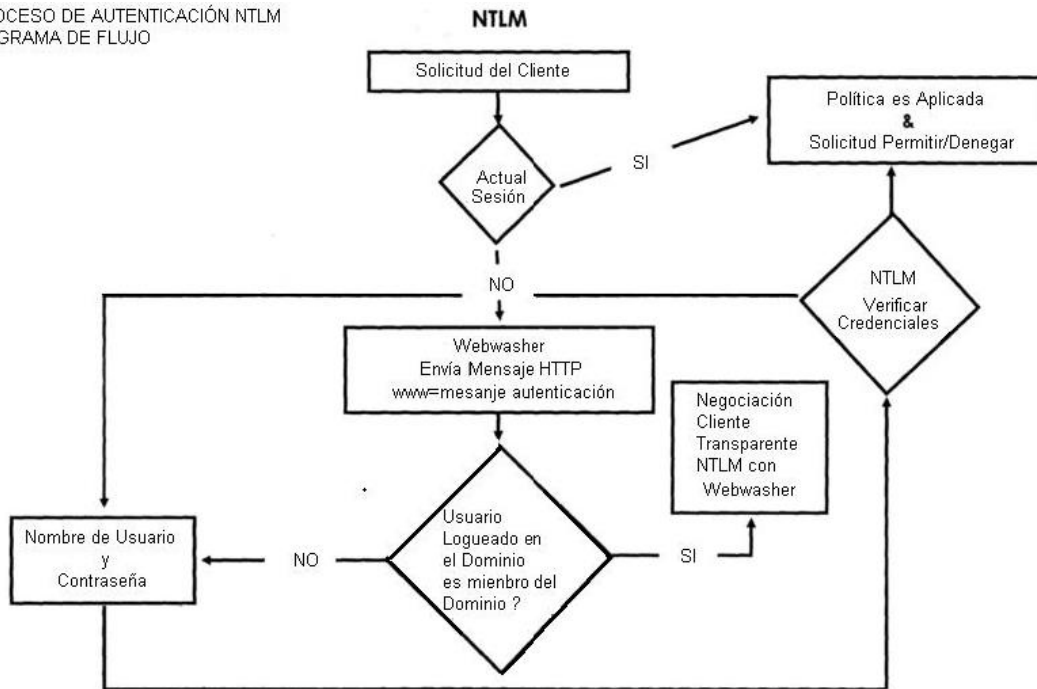 OCESO DE AUTENTICACIÓN NTLM
GRAMA DE FLUJO
NTLM
Solicitud del Cliente
Política es Aplicada
&
Solicitud Permitir/Denegar
SI
Actual
Sesión
NO
NTLM
Verificar
Credenciales
Webwasher
Envía Mensaje HTTP
www=mesanje autenticación
Negociación
Cliente
Transparente
NTLM con
Webwasher
Usuario
Logueado en
el Dominio
es mienbro del
Dominio ?
Nombre de Usuario
y
Contraseña
NO
SI